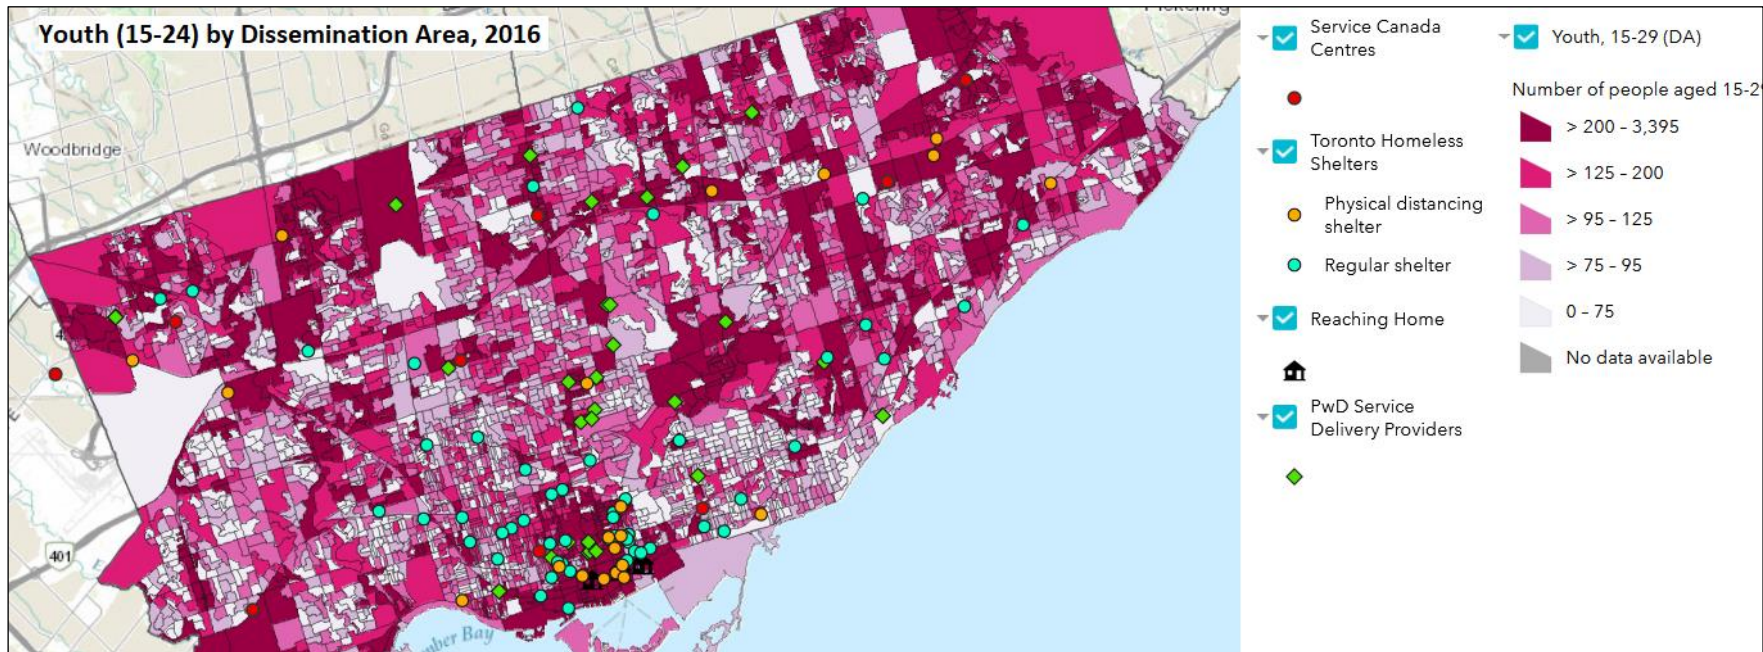 Youth (15-24) by Dissemination Area, 2016
Woodbridge
401
ber Bay
Service Canada
Centres
Toronto Homeless
Shelters
Physical distancing
shelter
Regular shelter
Reaching Home
PwD Service
Delivery Providers
Youth, 15-29 (DA)
Number of people aged 15-2
> 200 – 3,395
> 125 – 200
> 95 – 125
> 75 – 95
0 – 75
No data available